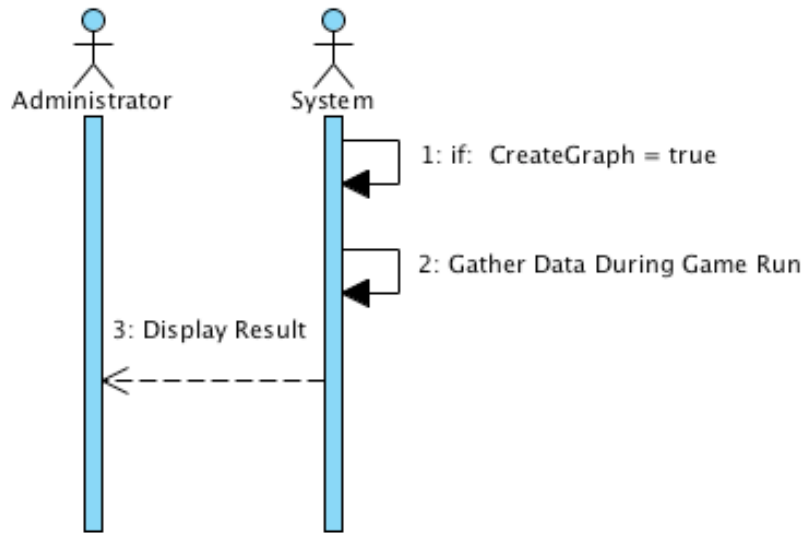 Administrator
System
1: if:  CreateGraph = true
2: Gather Data During Game Run
3: Display Result